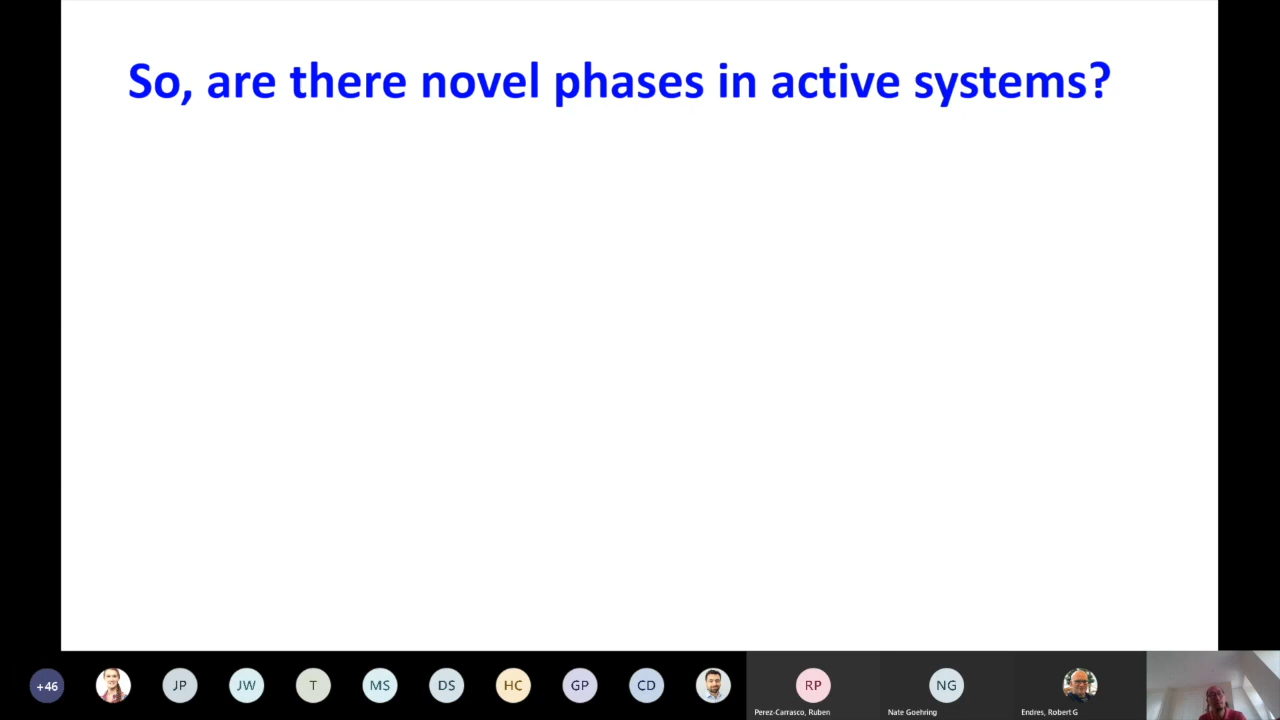 So, are there novel phases in active systems?
+46
JP
JW
T
MS
DS
HC
GP
CD
RP
NG
Perez-Carrasco, Ruben
Nate Goehring
Endres, Robert G